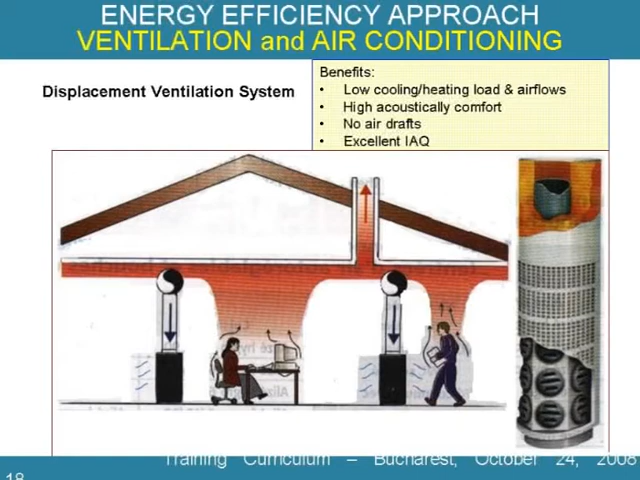 ENERGY EFFICIENCY APPROACH
VENTILATION and AIR CONDITIONING
Displacement Ventilation System
Benefits:
• Low cooling/heating load & airflows
• High acoustically comfort
• No air drafts
• Excellent IAQ
Training Curriculum – Bucharest, October 24, 2008
18